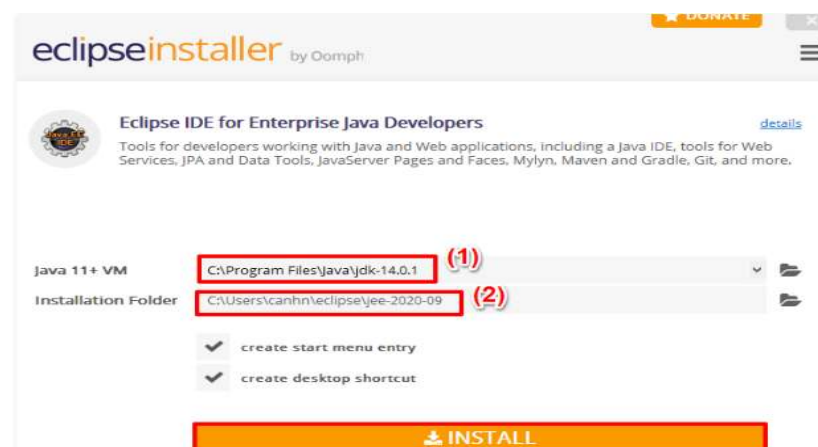 DONATE
eclipseinstaller by Oomph
Eclipse IDE for Enterprise Java Developers
details
Tools for developers working with Java and Web applications, including a Java IDE, tools for Web
Services, JPA and Data Tools, JavaServer Pages and Faces, Mylyn, Maven and Gradle, Git, and more.
Java 11+ VM C:\Program Files\Java\jdk-14.0.1 (1)
Installation Folder C:\Users\canhn\eclipse\jee-2020-09 (2)
create start menu entry
create desktop shortcut
INSTALL